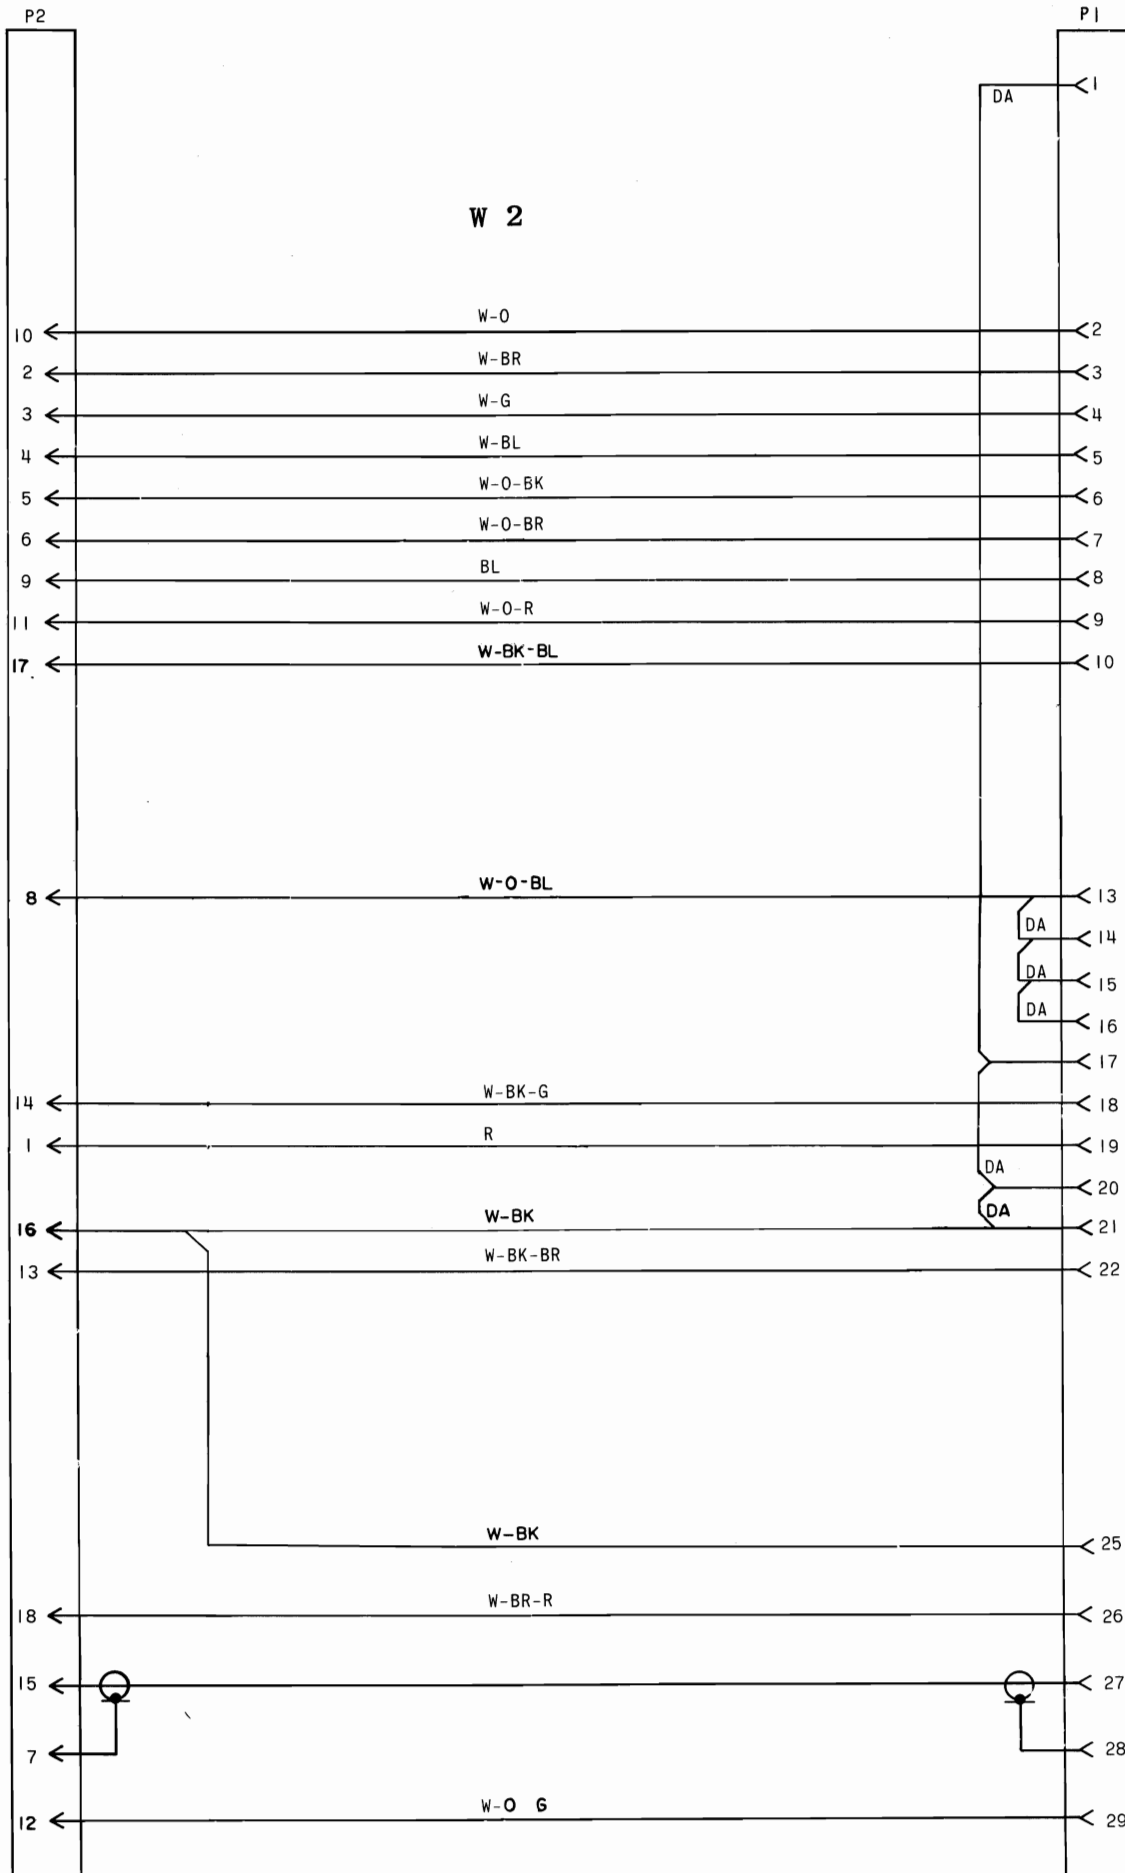 P2 P1
DA 1
W 2
10 W-O 2
2 W-BR 3
3 W-G 4
4 W-BL 5
5 W-O-BK 6
6 W-O-BR 7
9 BL 8
11 W-O-R 9
17 W-BK-BL 10
8 W-O-BL 13
DA 14
DA 15
DA 16
17
14 W-BK-G 18
1 R 19
DA 20
16 W-BK DA 21
13 W-BK-BR 22
W-BK 25
18 W-BR-R 26
15 27
7 28
12 W-O G 29